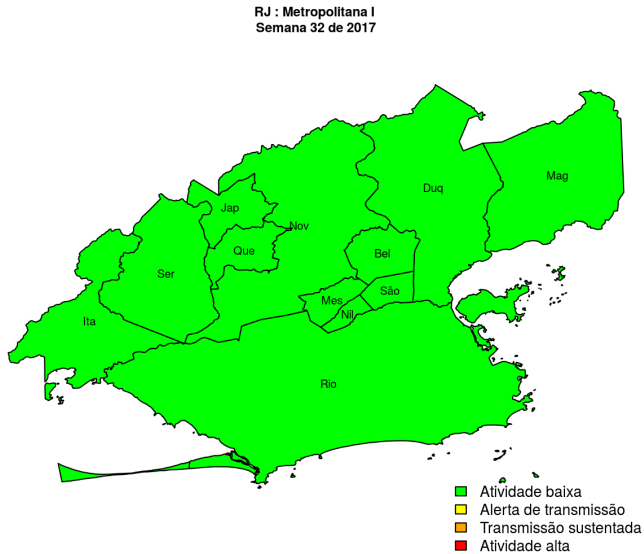 RJ : Metropolitana I
Semana 32 de 2017
Mag
Duq
Jap
Nov
Que
Bel
Ser
São
Mes
Nil
Ita
Rio
Atividade baixa
Alerta de transmissão
Transmissão sustentada
Atividade alta